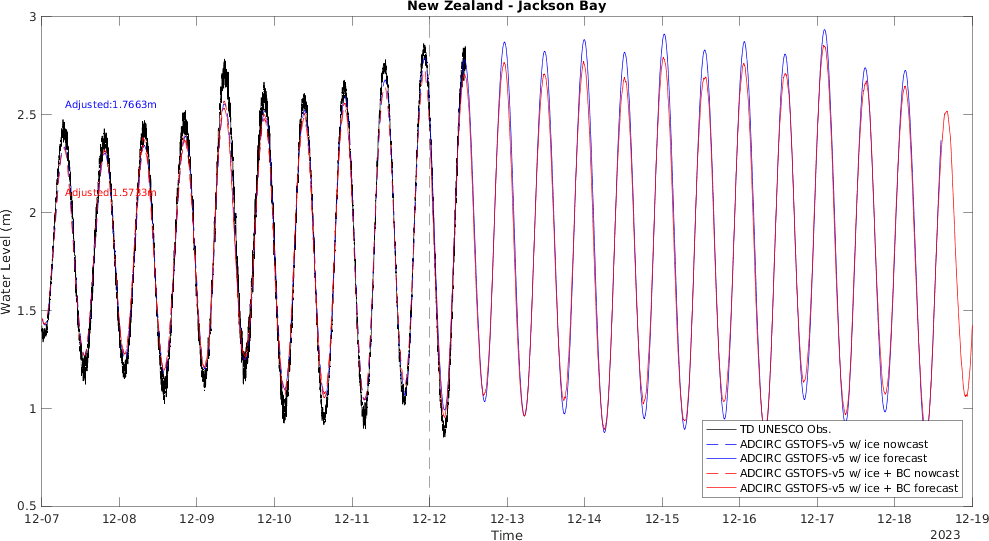 New Zealand - Jackson Bay
3
2.5
2
1.5
1
0.5
Water Level (m)
Adjusted:1.7663m
Adjusted:1.5733m
TD UNESCO Obs.
ADCIRC GSTOFS-v5 w/ ice nowcast
ADCIRC GSTOFS-v5 w/ ice forecast
ADCIRC GSTOFS-v5 w/ ice + BC nowcast
ADCIRC GSTOFS-v5 w/ ice + BC forecast
12-07 12-08 12-09 12-10 12-11 12-12 12-13 12-14 12-15 12-16 12-17 12-18 12-19
Time
2023